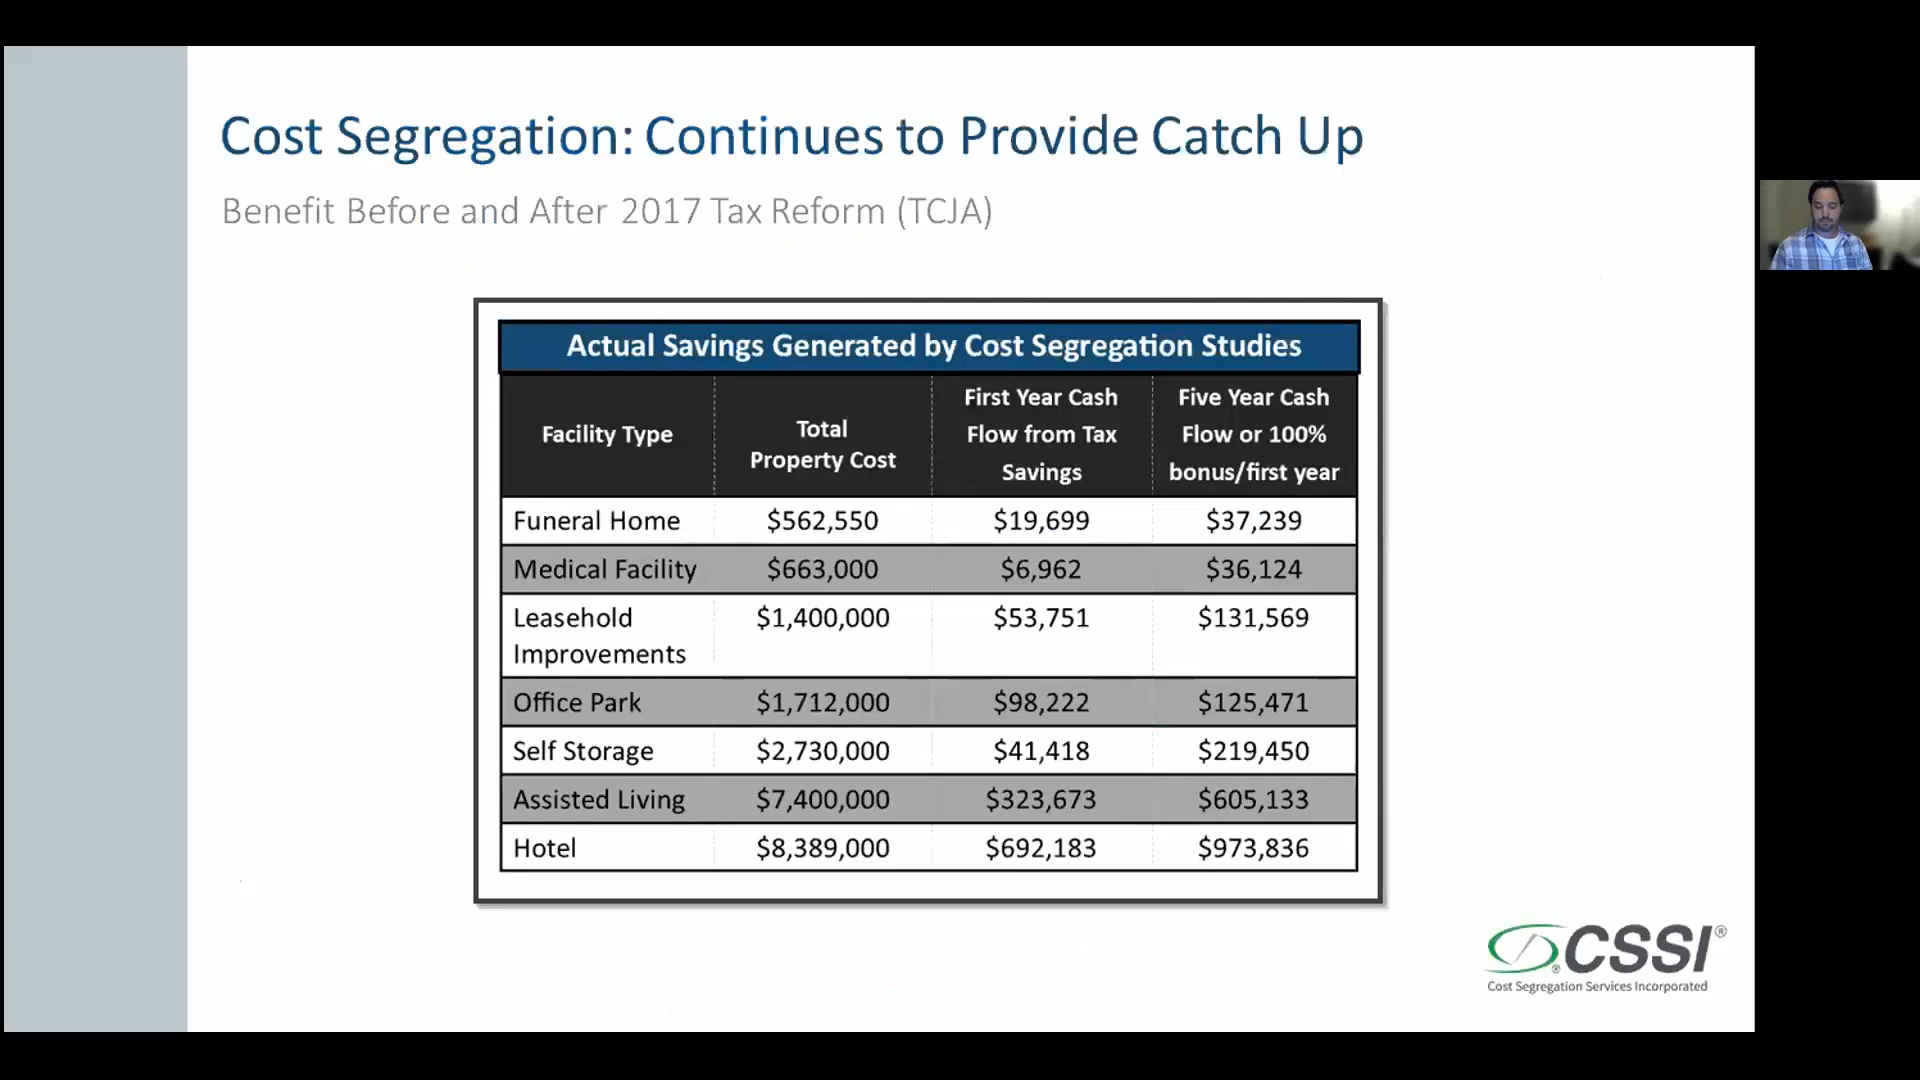 Cost Segregation: Continues to Provide Catch Up
Benefit Before and After 2017 Tax Reform (TCJA)
Actual Savings Generated by Cost Segregation Studies
Facility Type
Total
Property Cost
First Year Cash
Flow from Tax
Savings
Five Year Cash
Flow or 100%
bonus/first year
Funeral Home $562,550 $19,699 $37,239
Medical Facility $663,000 $6,962 $36,124
Leasehold $1,400,000 $53,751 $131,569
Improvements
Office Park $1,712,000 $98,222 $125,471
Self Storage $2,730,000 $41,418 $219,450
Assisted Living $7,400,000 $323,673 $605,133
Hotel $8,389,000 $692,183 $973,836
®CSSI®
Cost Segregation Services Incorporated